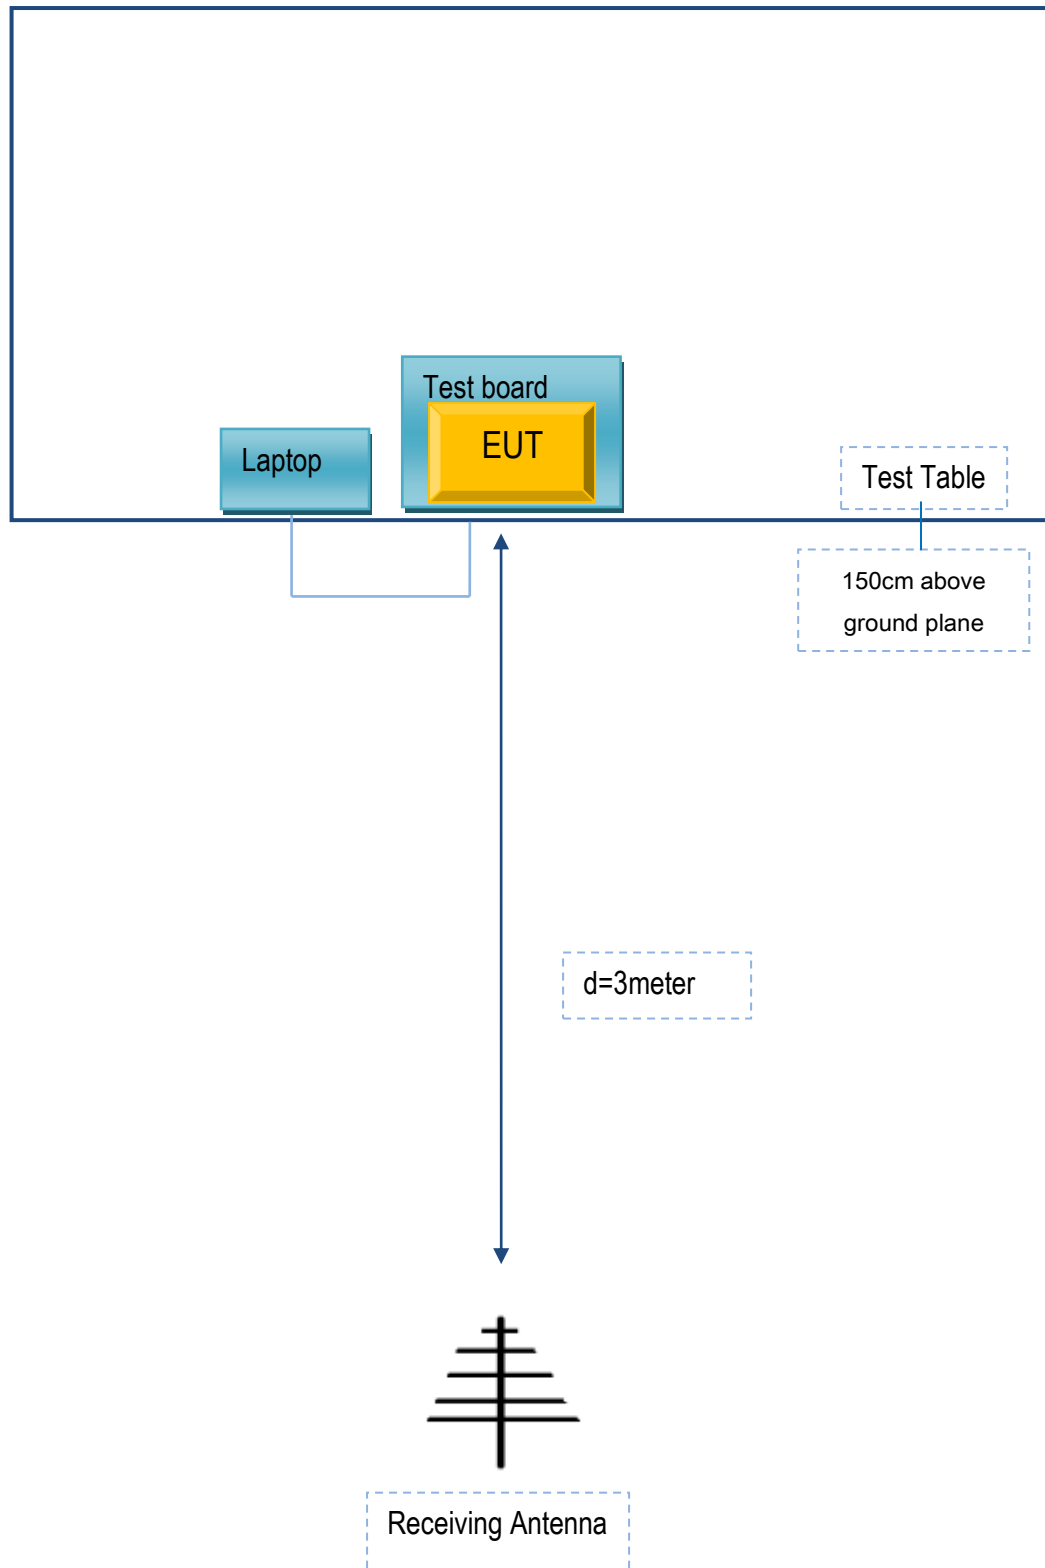 Test board
EUT
Laptop
Test Table
150cm above
ground plane
d=3meter
Receiving Antenna